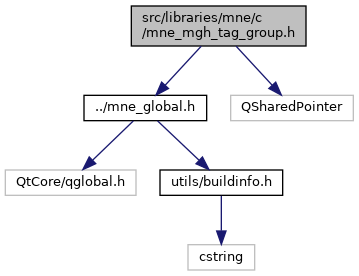 src/libraries/mne/c
/mne_mgh_tag_group.h
../mne_global.h
QSharedPointer
QtCore/qglobal.h
utils/buildinfo.h
cstring